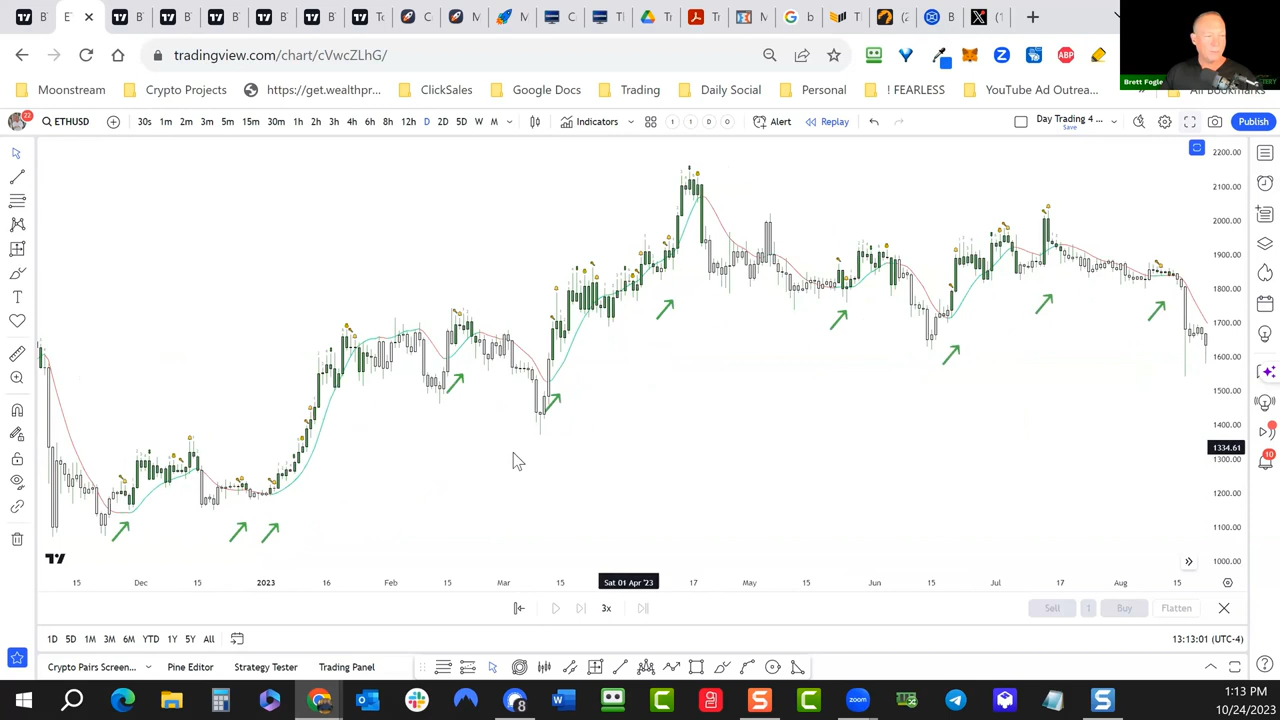 tradingview.com/chart/cVwcZLbG/
Brett Fogle
Moonstream
Crypto Projects
https://get.wealthpr...
Google Docs
Trading
Daily Social
Personal
! FEARLESS
YouTube Ad Outrea...
All Bookmarks
22
ETHUSD
30s 1m 2m 3m 5m 15m 30m 1h 2h 3h 4h 6h 8h 12h D 2D 5D W M
Indicators
Alert
Replay
Day Trading 4 ...
Save
Publish
2200.00
2100.00
2000.00
1900.00
1800.00
1700.00
1600.00
1500.00
1400.00
1334.61
1300.00
1200.00
1100.00
1000.00
10
15 Dec 15 2023 16 Feb 15 Mar 15 Sat 01 Apr '23 17 May 15 Jun 15 Jul 17 Aug 15
3x
Sell 1 Buy Flatten
1D 5D 1M 3M 6M YTD 1Y 5Y All
13:13:01 (UTC-4)
Crypto Pairs Screen...
Pine Editor
Strategy Tester
Trading Panel
zoom
1:13 PM
10/24/2023